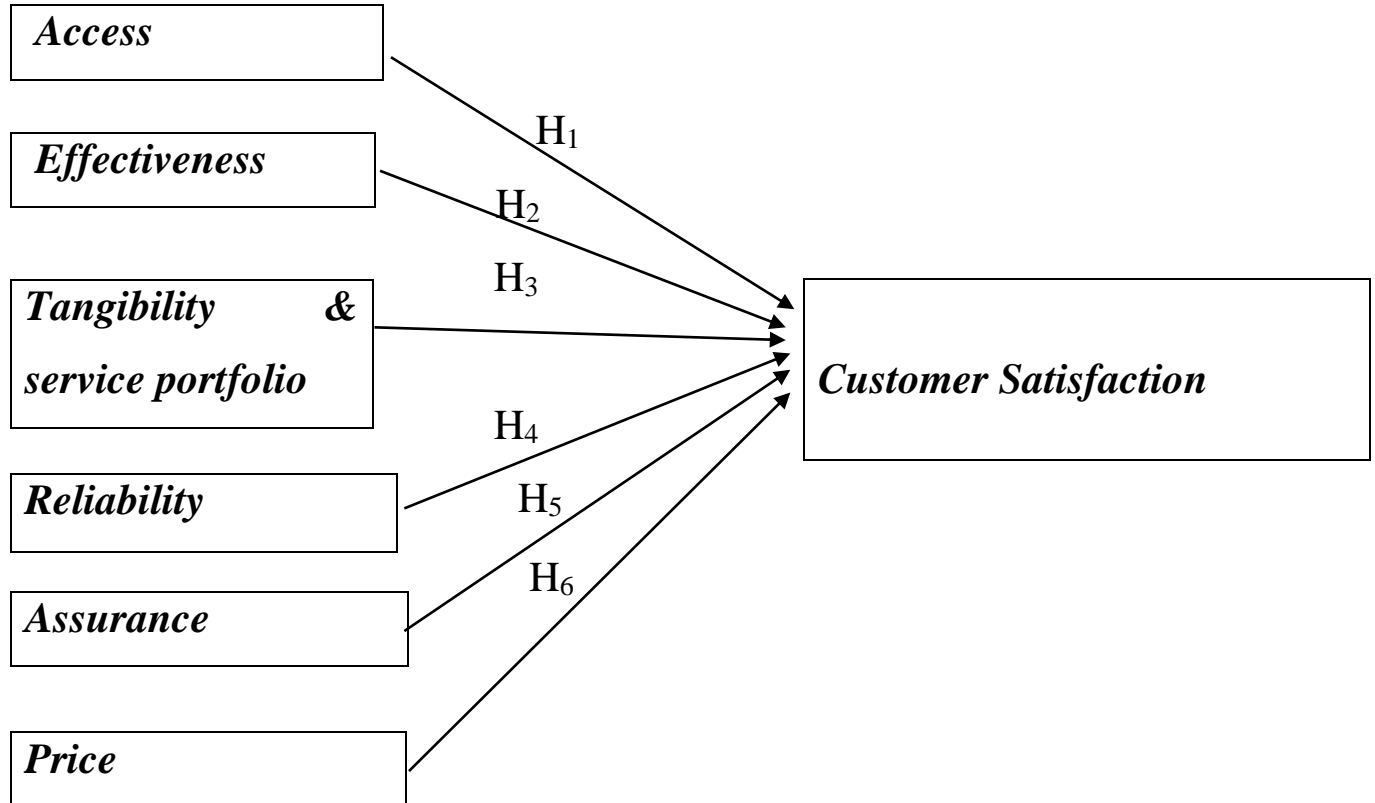 Access
H₁
Effectiveness
H₂
H₃
Tangibility &
service portfolio
Customer Satisfaction
H₄
Reliability
H₅
H₆
Assurance
Price